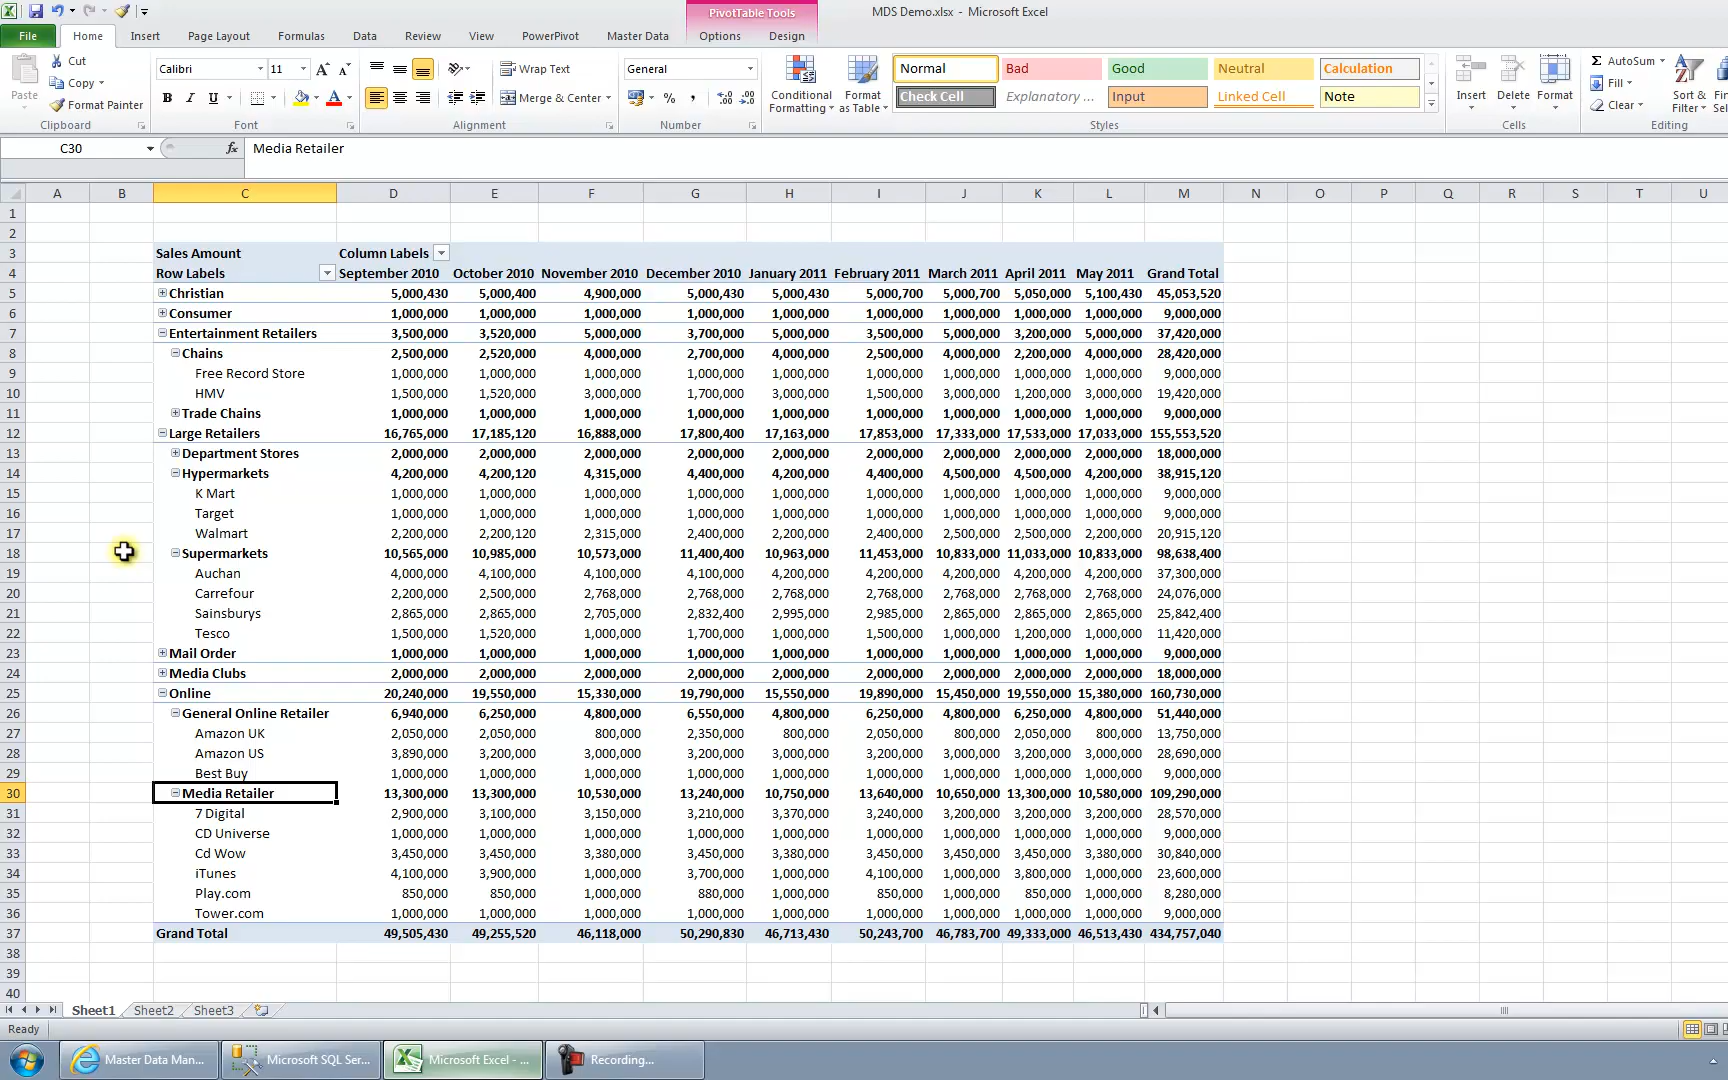 PivotTable Tools
MDS Demo.xlsx - Microsoft Excel
File Home Insert Page Layout Formulas Data Review View PowerPivot Master Data Options Design
Cut
Copy
Format Painter
Paste
Clipboard
Calibri 11
B I U
Font
Wrap Text
Merge & Center
Alignment
General
Number
Conditional Formatting
Format as Table
Normal Bad Good Neutral Calculation
Check Cell Explanatory ... Input Linked Cell Note
Styles
Insert Delete Format
Cells
AutoSum
Fill
Clear
Sort & Filter
Editing
C30 fx Media Retailer
A B C D E F G H I J K L M N O P Q R S T U
1
2
3 Sales Amount Column Labels
4 Row Labels September 2010 October 2010 November 2010 December 2010 January 2011 February 2011 March 2011 April 2011 May 2011 Grand Total
5 Christian 5,000,430 5,000,400 4,900,000 5,000,430 5,000,430 5,000,700 5,000,700 5,050,000 5,100,430 45,053,520
6 Consumer 1,000,000 1,000,000 1,000,000 1,000,000 1,000,000 1,000,000 1,000,000 1,000,000 1,000,000 9,000,000
7 Entertainment Retailers 3,500,000 3,520,000 5,000,000 3,700,000 5,000,000 3,500,000 5,000,000 3,200,000 5,000,000 37,420,000
8 Chains 2,500,000 2,520,000 4,000,000 2,700,000 4,000,000 2,500,000 4,000,000 2,200,000 4,000,000 28,420,000
9 Free Record Store 1,000,000 1,000,000 1,000,000 1,000,000 1,000,000 1,000,000 1,000,000 1,000,000 1,000,000 9,000,000
10 HMV 1,500,000 1,520,000 3,000,000 1,700,000 3,000,000 1,500,000 3,000,000 1,200,000 3,000,000 19,420,000
11 Trade Chains 1,000,000 1,000,000 1,000,000 1,000,000 1,000,000 1,000,000 1,000,000 1,000,000 1,000,000 9,000,000
12 Large Retailers 16,765,000 17,185,120 16,888,000 17,800,400 17,163,000 17,853,000 17,333,000 17,533,000 17,033,000 155,553,520
13 Department Stores 2,000,000 2,000,000 2,000,000 2,000,000 2,000,000 2,000,000 2,000,000 2,000,000 2,000,000 18,000,000
14 Hypermarkets 4,200,000 4,200,120 4,315,000 4,400,000 4,200,000 4,400,000 4,500,000 4,500,000 4,200,000 38,915,120
15 K Mart 1,000,000 1,000,000 1,000,000 1,000,000 1,000,000 1,000,000 1,000,000 1,000,000 1,000,000 9,000,000
16 Target 1,000,000 1,000,000 1,000,000 1,000,000 1,000,000 1,000,000 1,000,000 1,000,000 1,000,000 9,000,000
17 Walmart 2,200,000 2,200,120 2,315,000 2,400,000 2,200,000 2,400,000 2,500,000 2,500,000 2,200,000 20,915,120
18 Supermarkets 10,565,000 10,985,000 10,573,000 11,400,400 10,963,000 11,453,000 10,833,000 11,033,000 10,833,000 98,638,400
19 Auchan 4,000,000 4,100,000 4,100,000 4,100,000 4,200,000 4,200,000 4,200,000 4,200,000 4,200,000 37,300,000
20 Carrefour 2,200,000 2,500,000 2,768,000 2,768,000 2,768,000 2,768,000 2,768,000 2,768,000 2,768,000 24,076,000
21 Sainsburys 2,865,000 2,865,000 2,705,000 2,832,400 2,995,000 2,985,000 2,865,000 2,865,000 2,865,000 25,842,400
22 Tesco 1,500,000 1,520,000 1,000,000 1,700,000 1,000,000 1,500,000 1,000,000 1,200,000 1,000,000 11,420,000
23 Mail Order 1,000,000 1,000,000 1,000,000 1,000,000 1,000,000 1,000,000 1,000,000 1,000,000 1,000,000 9,000,000
24 Media Clubs 2,000,000 2,000,000 2,000,000 2,000,000 2,000,000 2,000,000 2,000,000 2,000,000 2,000,000 18,000,000
25 Online 20,240,000 19,550,000 15,330,000 19,790,000 15,550,000 19,890,000 15,450,000 19,550,000 15,380,000 160,730,000
26 General Online Retailer 6,940,000 6,250,000 4,800,000 6,550,000 4,800,000 6,250,000 4,800,000 6,250,000 4,800,000 51,440,000
27 Amazon UK 2,050,000 2,050,000 800,000 2,350,000 800,000 2,050,000 800,000 2,050,000 800,000 13,750,000
28 Amazon US 3,890,000 3,200,000 3,000,000 3,200,000 3,000,000 3,200,000 3,000,000 3,200,000 3,000,000 28,690,000
29 Best Buy 1,000,000 1,000,000 1,000,000 1,000,000 1,000,000 1,000,000 1,000,000 1,000,000 1,000,000 9,000,000
30 Media Retailer 13,300,000 13,300,000 10,530,000 13,240,000 10,750,000 13,640,000 10,650,000 13,300,000 10,580,000 109,290,000
31 7 Digital 2,900,000 3,100,000 3,150,000 3,210,000 3,370,000 3,240,000 3,200,000 3,200,000 3,200,000 28,570,000
32 CD Universe 1,000,000 1,000,000 1,000,000 1,000,000 1,000,000 1,000,000 1,000,000 1,000,000 1,000,000 9,000,000
33 Cd Wow 3,450,000 3,450,000 3,380,000 3,450,000 3,380,000 3,450,000 3,450,000 3,450,000 3,380,000 30,840,000
34 iTunes 4,100,000 3,900,000 1,000,000 3,700,000 1,000,000 4,100,000 1,000,000 3,800,000 1,000,000 23,600,000
35 Play.com 850,000 850,000 1,000,000 880,000 1,000,000 850,000 1,000,000 850,000 1,000,000 8,280,000
36 Tower.com 1,000,000 1,000,000 1,000,000 1,000,000 1,000,000 1,000,000 1,000,000 1,000,000 1,000,000 9,000,000
37 Grand Total 49,505,430 49,255,520 46,118,000 50,290,830 46,713,430 50,243,700 46,783,700 49,333,000 46,513,430 434,757,040
38
39
40
Sheet1 Sheet2 Sheet3
Ready
Master Data Man... Microsoft SQL Ser... Microsoft Excel - ... Recording...